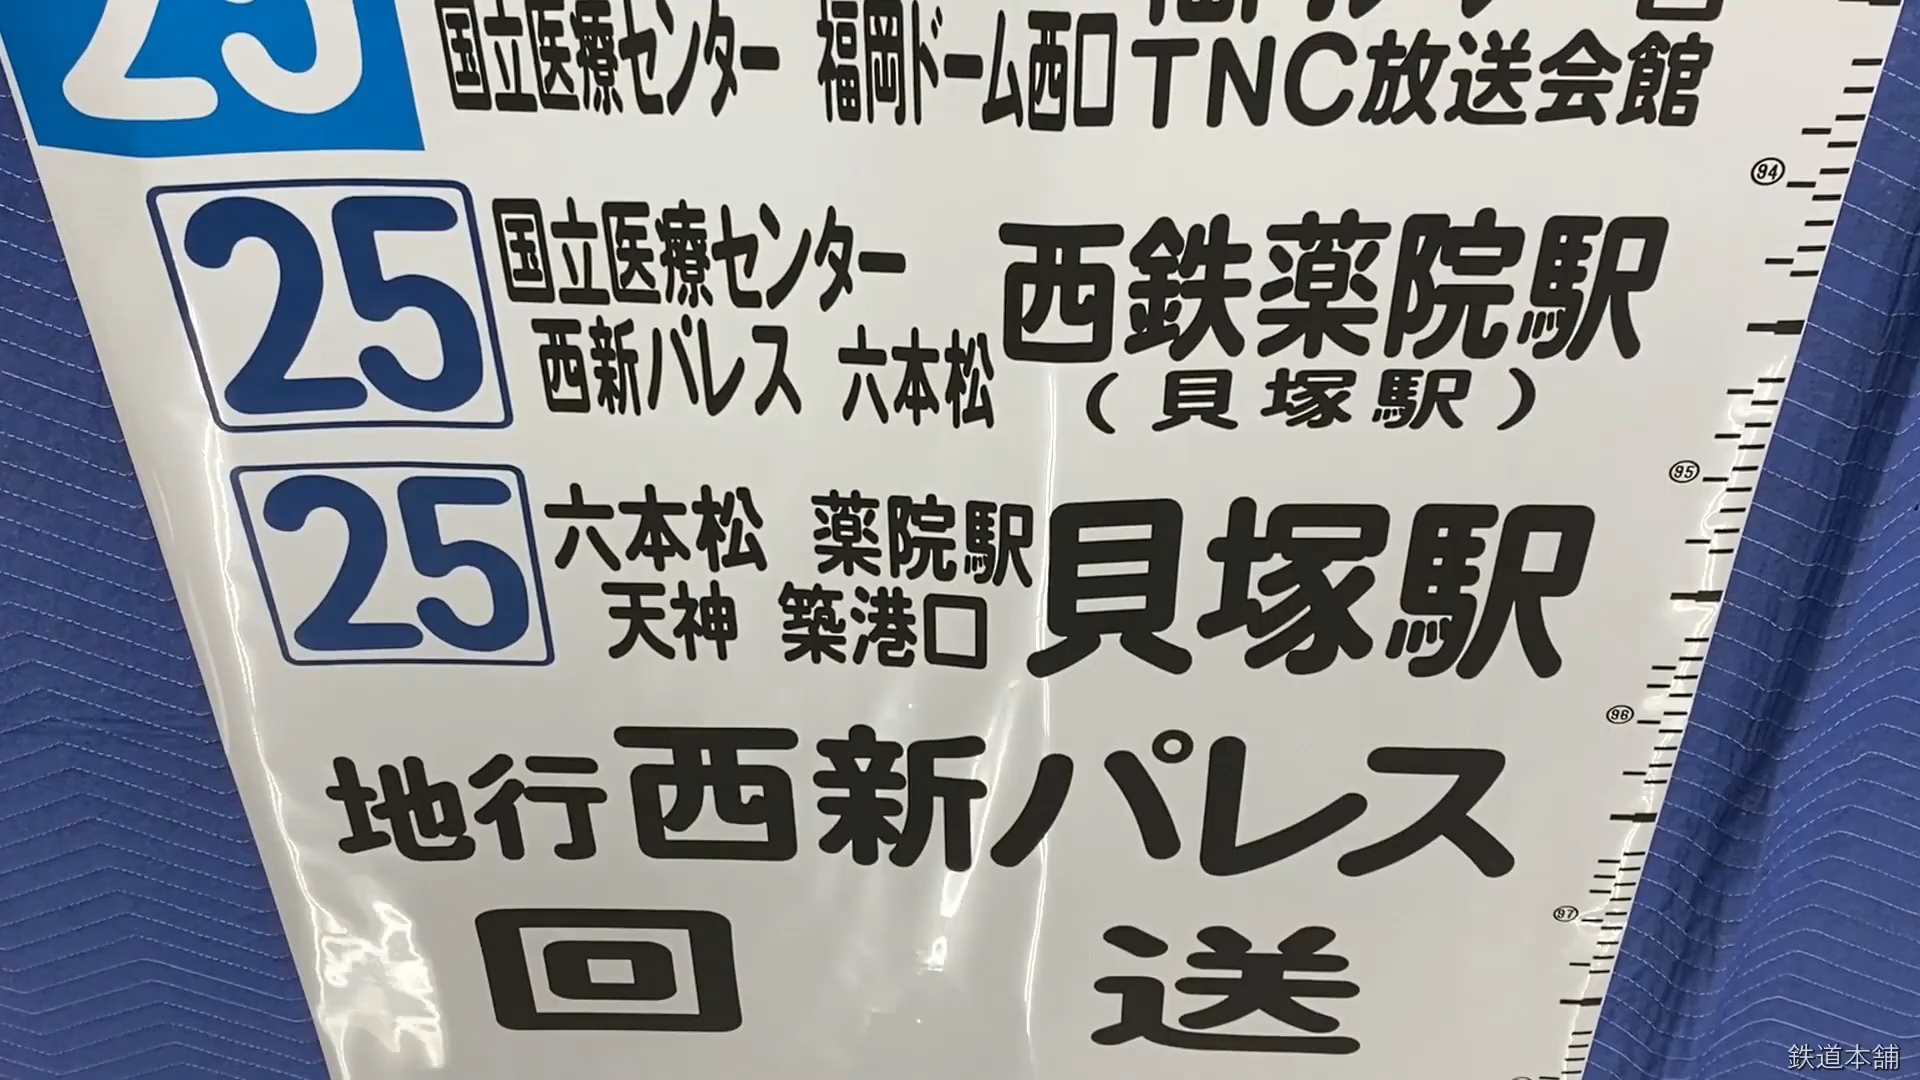 25
国立医療センター 福岡ドーム西口 TNC放送会館
94
25
国立医療センター
西新パレス 六本松
西鉄薬院駅
(貝塚駅)
95
25
六本松 薬院駅
天神 築港口
貝塚駅
96
地行西新パレス
97
回送
鉄道本舗